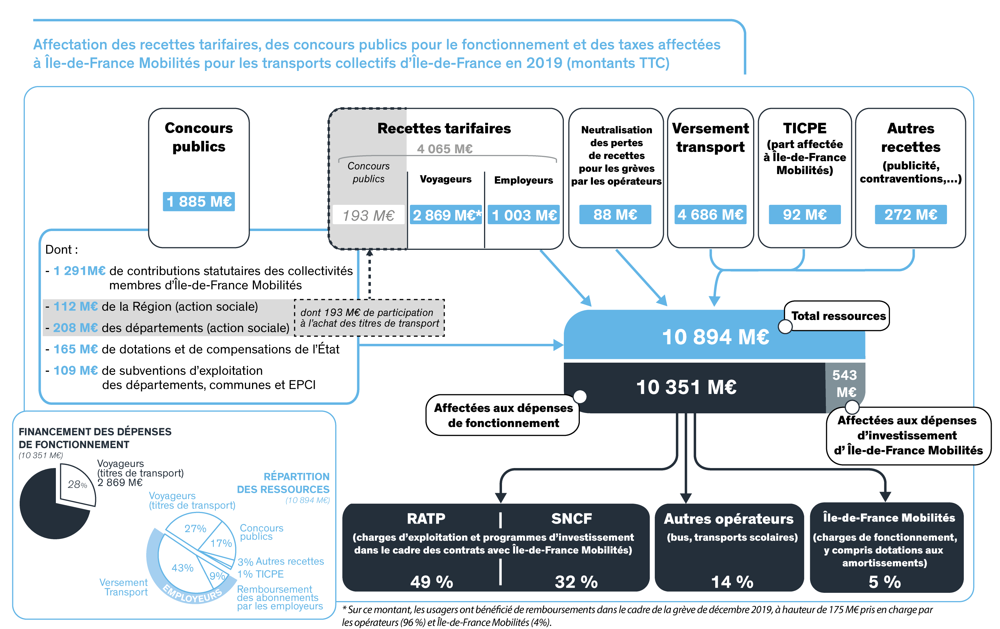 Affectation des recettes tarifaires, des concours publics pour le fonctionnement et des taxes affectées
à Île-de-France Mobilités pour les transports collectifs d’Île-de-France en 2019 (montants TTC)
Concours
publics
1 885 M€
Dont :
- 1 291M€ de contributions statutaires des collectivités
membres d’Île-de-France Mobilités
- 112 M€ de la Région (action sociale)
- 208 M€ des départements (action sociale)
- 165 M€ de dotations et de compensations de l’État
- 109 M€ de subventions d’exploitation
des départements, communes et EPCI
dont 193 M€ de participation
à l’achat des titres de transport
Recettes tarifaires
4 065 M€
Concours
publics
193 M€
Voyageurs
2 869 M€*
Employeurs
1 003 M€
Neutralisation
des pertes
de recettes
pour les grèves
par les opérateurs
88 M€
Versement
transport
4 686 M€
TICPE
(part affectée
à Île-de-France
Mobilités)
92 M€
Autres
recettes
(publicité,
contraventions,...)
272 M€
Total ressources
10 894 M€
10 351 M€
543
M€
Affectées aux dépenses
de fonctionnement
Affectées aux dépenses
d’investissement
d’ Île-de-France Mobilités
FINANCEMENT DES DÉPENSES
DE FONCTIONNEMENT
(10 351 M€)
Voyageurs
(titres de transport)
2 869 M€
28%
RÉPARTITION
DES RESSOURCES
(10 894 M€)
Voyageurs
(titres de transport)
27%
Concours
publics
17%
3% Autres recettes
1% TICPE
43%
9%
Versement
Transport
EMPLOYEURS
Remboursement
des abonnements
par les employeurs
RATP
SNCF
(charges d’exploitation et programmes d’investissement
dans le cadre des contrats avec Île-de-France Mobilités)
49 %
32 %
Autres opérateurs
(bus, transports scolaires)
14 %
Île-de-France Mobilités
(charges de fonctionnement,
y compris dotations aux
amortissements)
5 %
* Sur ce montant, les usagers ont bénéficié de remboursements dans le cadre de la grève de décembre 2019, à hauteur de 175 M€ pris en charge par
les opérateurs (96 %) et Île-de-France Mobilités (4%).